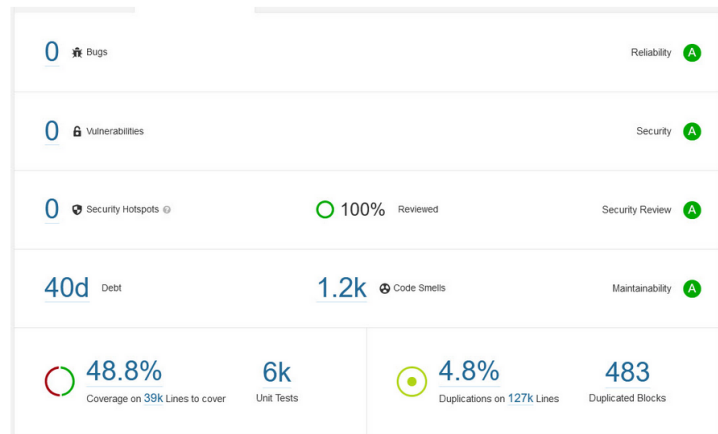 0 Bugs Reliability A
0 Vulnerabilities Security A
0 Security Hotspots ? 100% Reviewed Security Review A
40d Debt 1.2k Code Smells Maintainability A
48.8% 6k 4.8% 483
Coverage on 39k Lines to cover Unit Tests Duplications on 127k Lines Duplicated Blocks